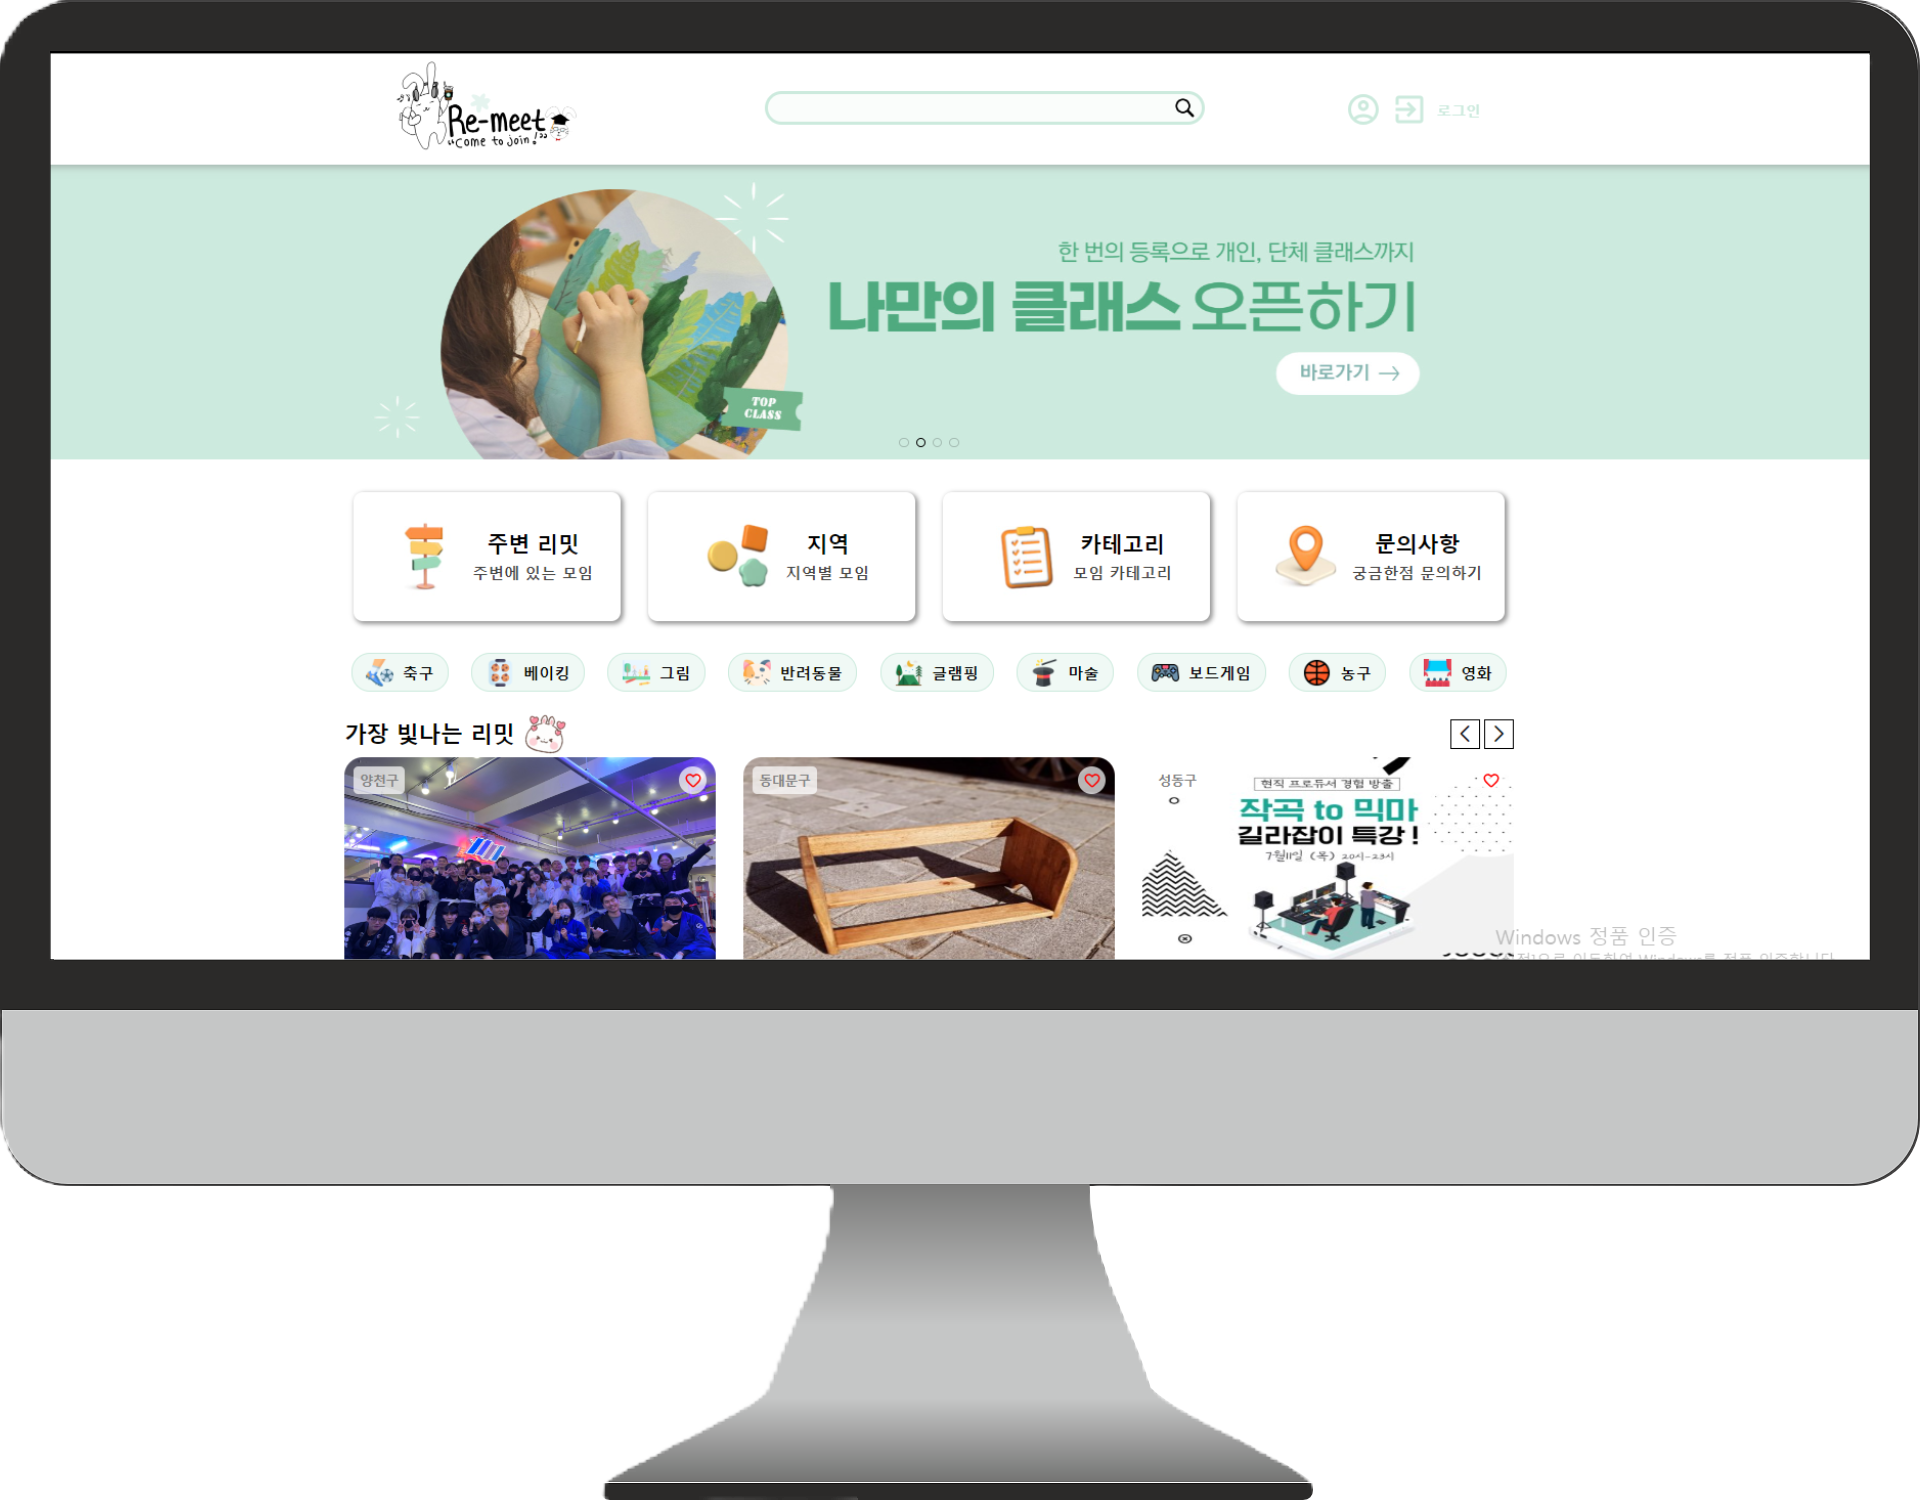 Re-meet
"come to join!"
로그인
한 번의 등록으로 개인, 단체 클래스까지
나만의 클래스 오픈하기
바로가기
TOP
CLASS
주변 리밋
주변에 있는 모임
지역
지역별 모임
카테고리
모임 카테고리
문의사항
궁금한점 문의하기
축구
베이킹
그림
반려동물
글램핑
마술
보드게임
농구
영화
가장 빛나는 리밋
양천구
동대문구
성동구
현직 프로듀서 경험 방출
작곡 to 믹마
길라잡이 특강!
7월11일 (목) 20시-23시
Windows 정품 인증